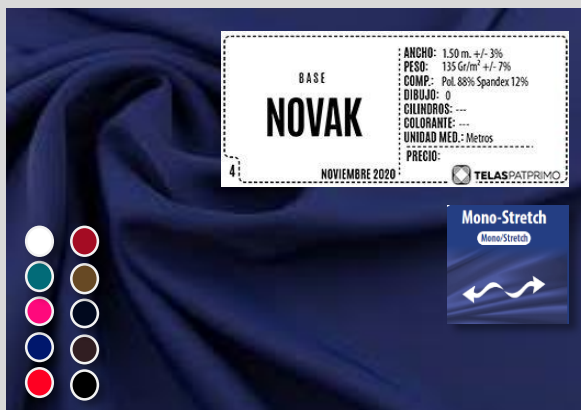 BASE
NOVAK
4
NOVIEMBRE 2020
ANCHO: 1.50 m. +/- 3%
PESO: 135 Gr/m² +/- 7%
COMP.: Pol. 88% Spandex 12%
DIBUJO: 0
CILINDROS: ---
COLORANTE: ---
UNIDAD MED.: Metros
PRECIO:
TELASPATPRIMO
Mono-Stretch
Mono/Stretch